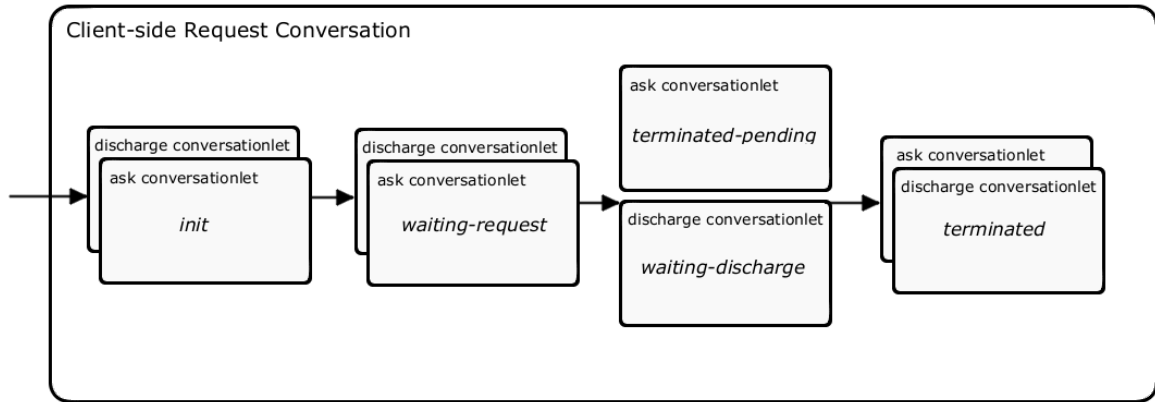 Client-side Request Conversation
discharge conversationlet
ask conversationlet
init
discharge conversationlet
ask conversationlet
waiting-request
ask conversationlet
terminated-pending
discharge conversationlet
waiting-discharge
ask conversationlet
discharge conversationlet
terminated